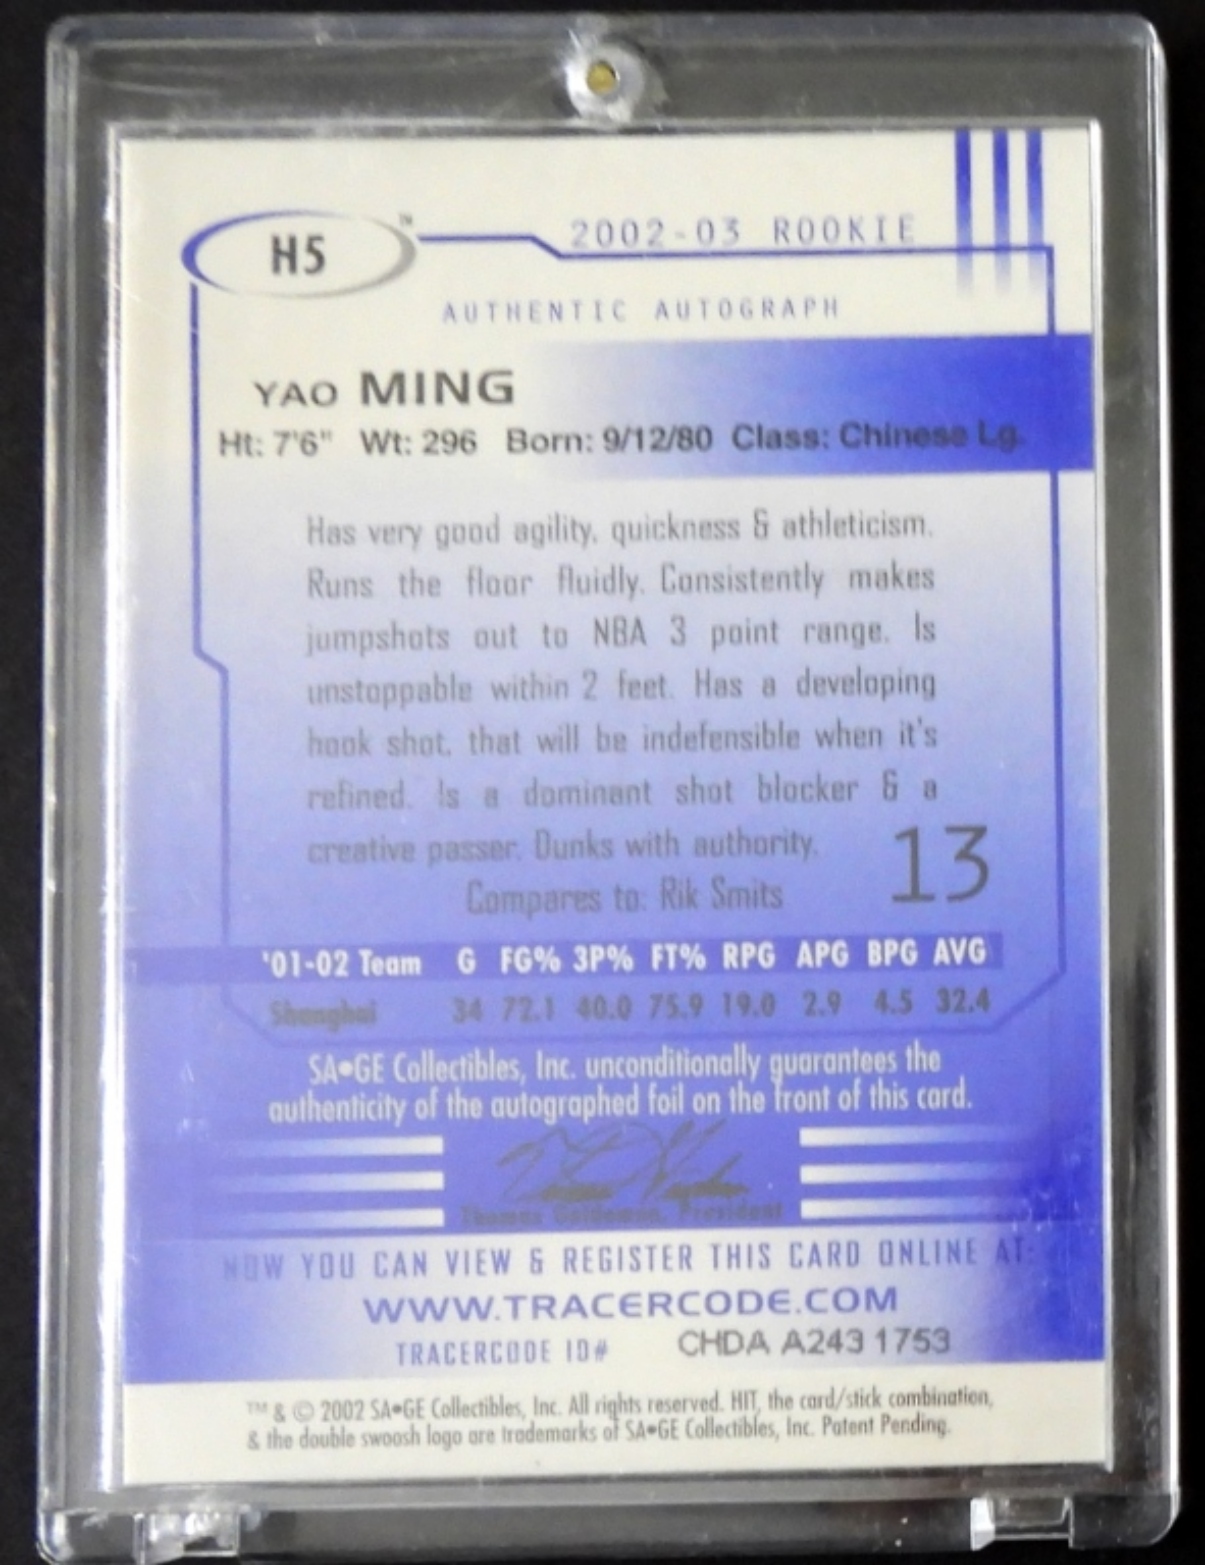 H5 ™
2002-03 ROOKIE
AUTHENTIC AUTOGRAPH
YAO MING
Ht: 7'6" Wt: 296 Born: 9/12/80 Class: Chinese Lg.
Has very good agility, quickness & athleticism.
Runs the floor fluidly. Consistently makes
jumpshots out to NBA 3 point range. Is
unstoppable within 2 feet. Has a developing
hook shot, that will be indefensible when it's
refined. Is a dominant shot blocker & a
creative passer. Dunks with authority.
13
Compares to: Rik Smits
'01-02 Team G FG% 3P% FT% RPG APG BPG AVG
Shanghai 34 72.1 40.0 75.9 19.0 2.9 4.5 32.4
SA•GE Collectibles, Inc. unconditionally guarantees the
authenticity of the autographed foil on the front of this card.
Thomas Geideman, President
NOW YOU CAN VIEW & REGISTER THIS CARD ONLINE AT:
WWW.TRACERCODE.COM
TRACERCODE ID# CHDA A243 1753
™ & © 2002 SA•GE Collectibles, Inc. All rights reserved. HIT, the card/stick combination,
& the double swoosh logo are trademarks of SA•GE Collectibles, Inc. Patent Pending.